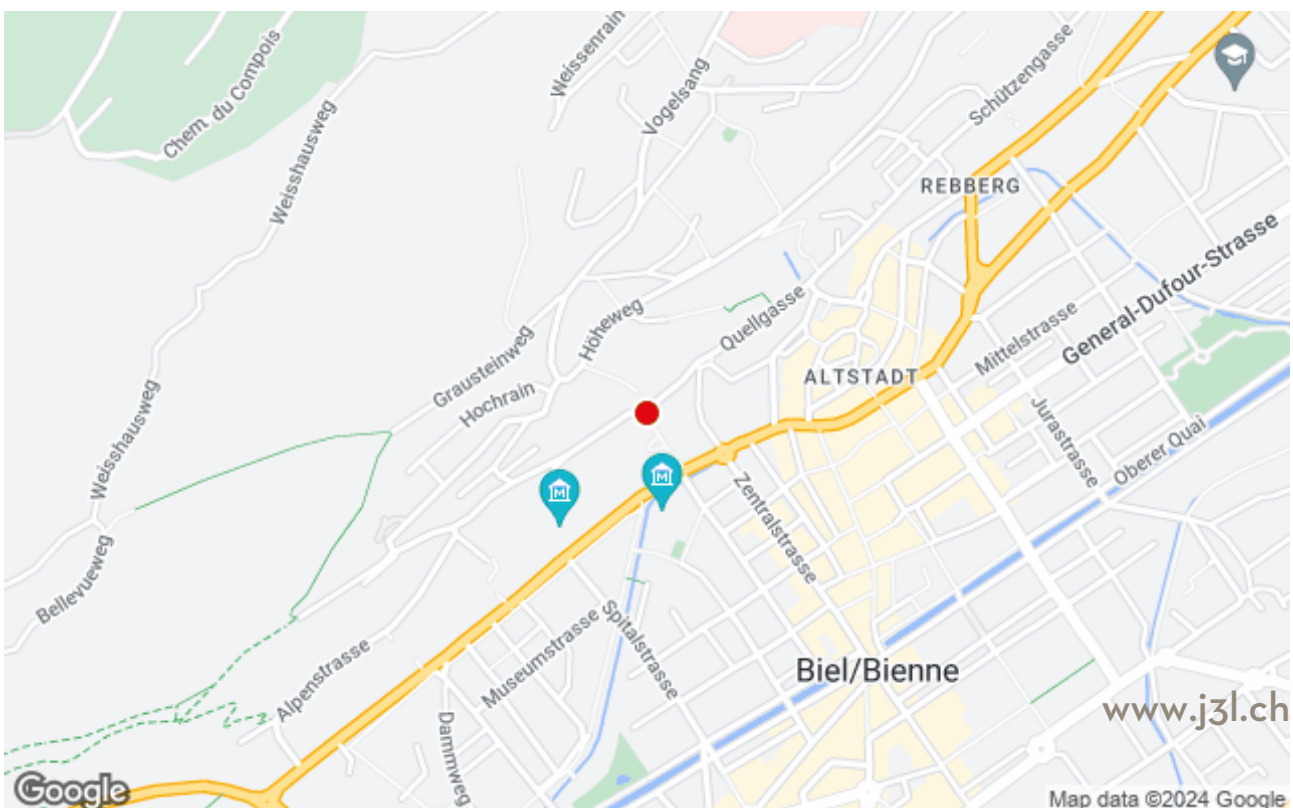 Weissenrain
Chem. du Compois
Vogelsang
Schützengasse
Weisshausweg
REBBERG
General-Dufour-Strasse
Quellgasse
Höheweg
Mittelstrasse
Grausteinweg
ALTSTADT
Hochrain
Weisshausweg
Jurastrasse
Oberer Quai
M
M
Zentralstrasse
Bellevueweg
Spitalstrasse
Museumstrasse
Alpenstrasse
Biel/Bienne
www.j3l.ch
Dammweg
Google
Map data ©2024 Google